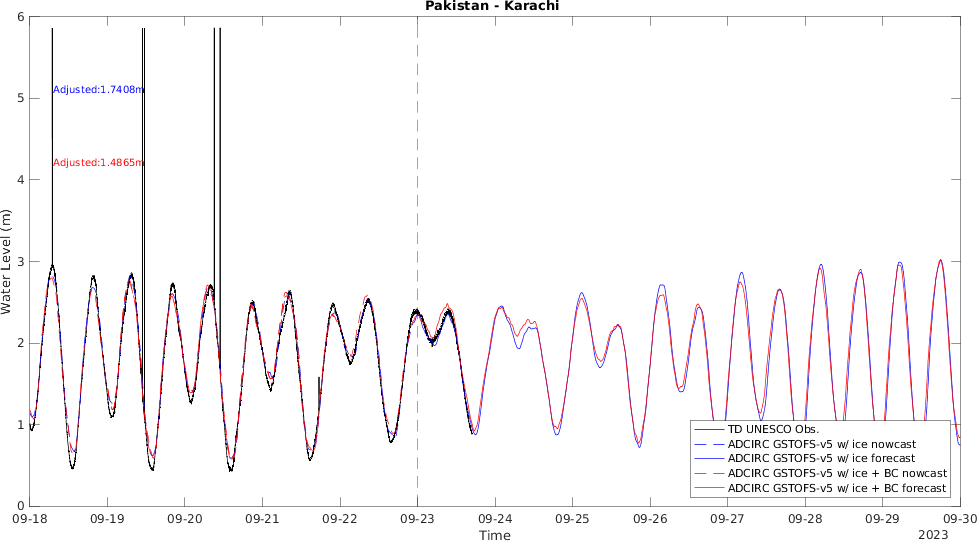 Pakistan - Karachi
6
5
4
3
2
1
0
Water Level (m)
Adjusted:1.7408m
Adjusted:1.4865m
TD UNESCO Obs.
ADCIRC GSTOFS-v5 w/ ice nowcast
ADCIRC GSTOFS-v5 w/ ice forecast
ADCIRC GSTOFS-v5 w/ ice + BC nowcast
ADCIRC GSTOFS-v5 w/ ice + BC forecast
09-18 09-19 09-20 09-21 09-22 09-23 09-24 09-25 09-26 09-27 09-28 09-29 09-30
Time
2023